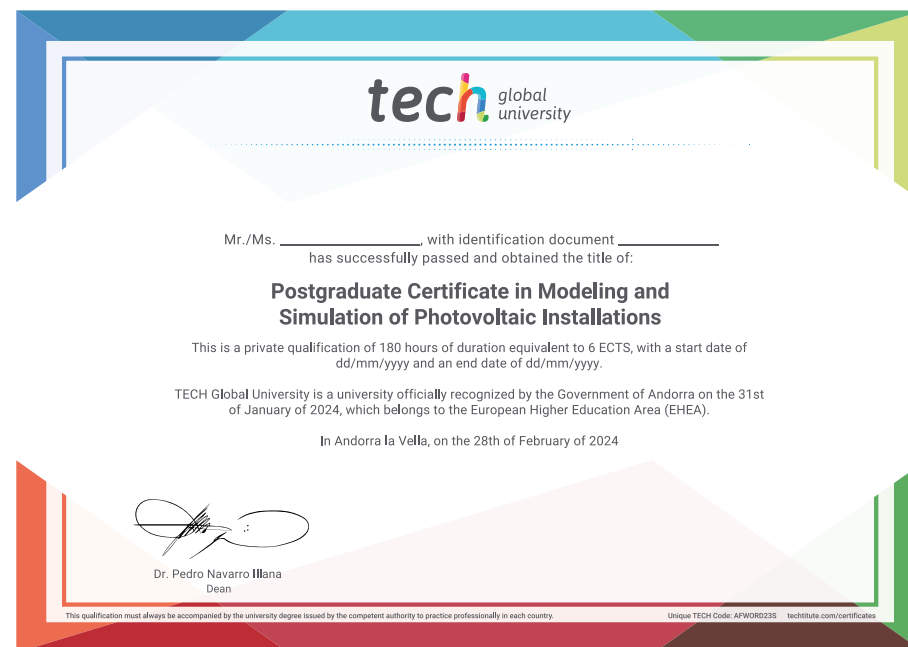 tech global university
Mr./Ms. ____________________, with identification document ______________
has successfully passed and obtained the title of:
Postgraduate Certificate in Modeling and
Simulation of Photovoltaic Installations
This is a private qualification of 180 hours of duration equivalent to 6 ECTS, with a start date of
dd/mm/yyyy and an end date of dd/mm/yyyy.
TECH Global University is a university officially recognized by the Government of Andorra on the 31st
of January of 2024, which belongs to the European Higher Education Area (EHEA).
In Andorra la Vella, on the 28th of February of 2024
Dr. Pedro Navarro Illana
Dean
This qualification must always be accompanied by the university degree issued by the competent authority to practice professionally in each country.
Unique TECH Code: AFWORD23S techtitute.com/certificates